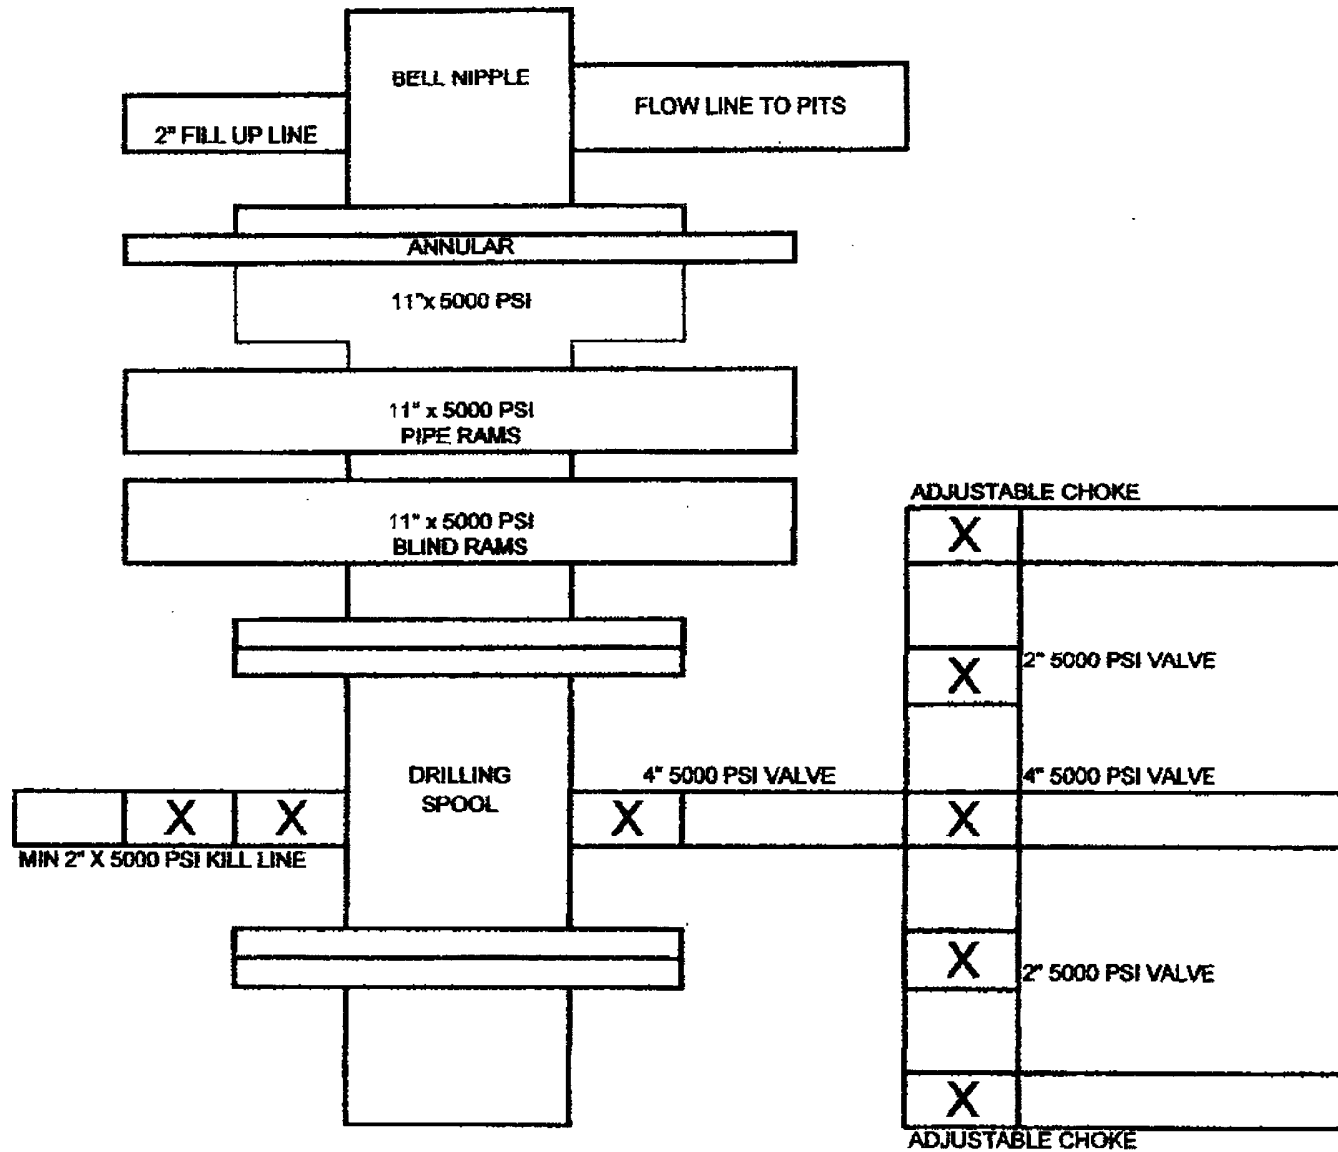 BELL NIPPLE
FLOW LINE TO PITS
2" FILL UP LINE
ANNULAR
11"x 5000 PSI
11" x 5000 PSI
PIPE RAMS
11" x 5000 PSI
BLIND RAMS
ADJUSTABLE CHOKE
X
2" 5000 PSI VALVE
X
DRILLING
SPOOL
4" 5000 PSI VALVE
4" 5000 PSI VALVE
X X X X
MIN 2" X 5000 PSI KILL LINE
X
2" 5000 PSI VALVE
X
ADJUSTABLE CHOKE